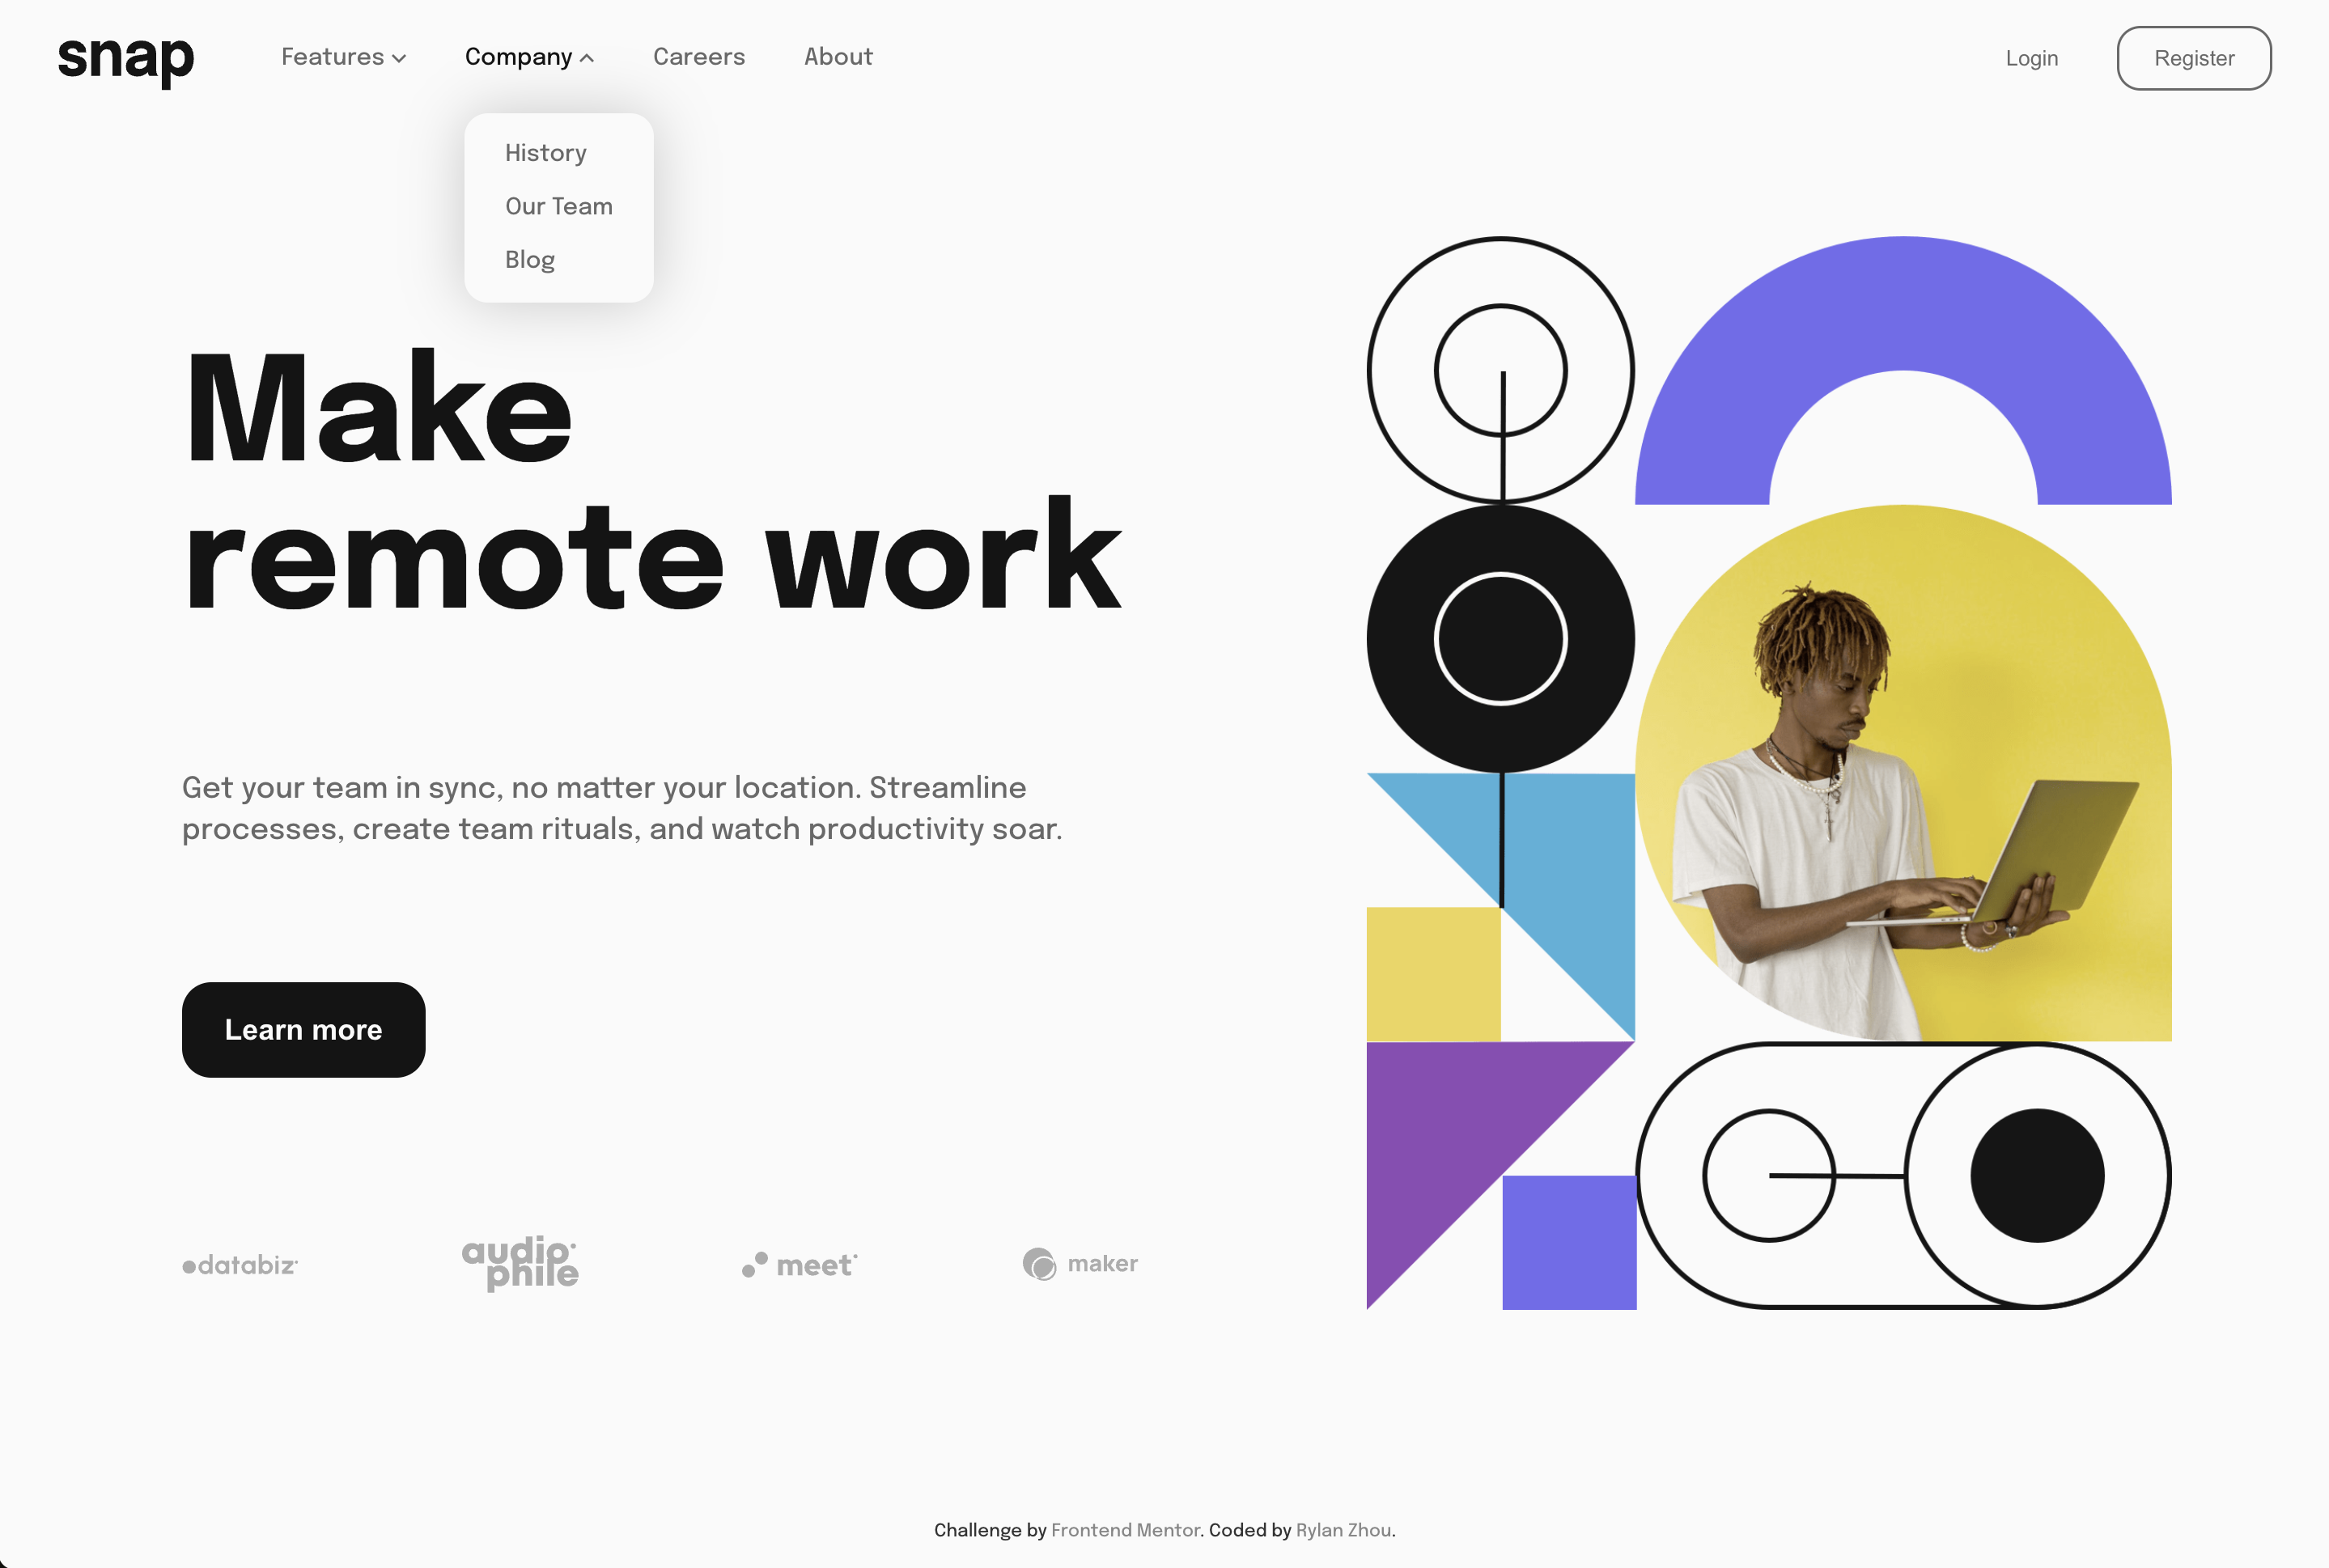 snap
Features
Company
Careers
About
Login
Register
History
Our Team
Blog
Make
remote work
Get your team in sync, no matter your location. Streamline
processes, create team rituals, and watch productivity soar.
Learn more
databiz
audio
phile
meet
maker
Challenge by Frontend Mentor. Coded by Rylan Zhou.